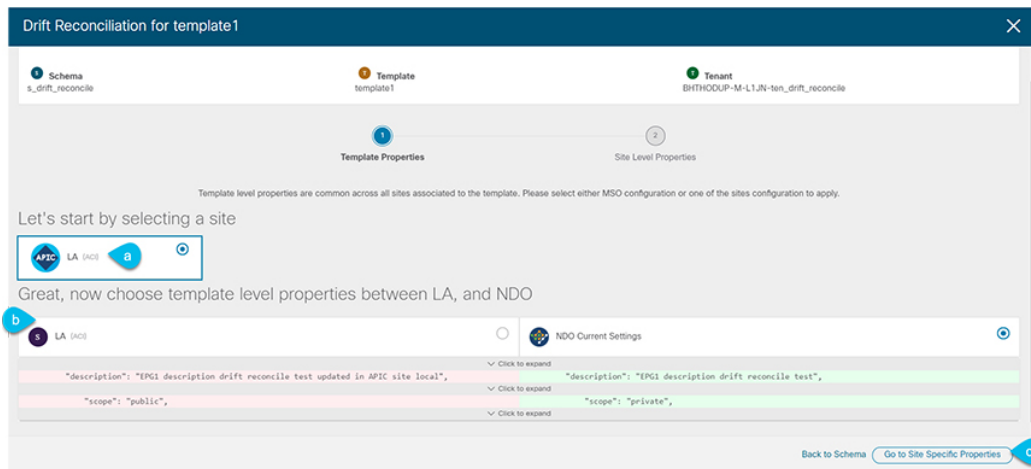 Drift Reconciliation for template1
S Schema
s_drift_reconcile
T Template
template1
T Tenant
BHTHODUP-M-L1JN-ten_drift_reconcile
1
Template Properties
2
Site Level Properties
Template level properties are common across all sites associated to the template. Please select either MSO configuration or one of the sites configuration to apply.
Let's start by selecting a site
APIC LA (ACI) a
Great, now choose template level properties between LA, and NDO
b
S LA (ACI)
NDO Current Settings
Click to expand
"description": "EPG1 description drift reconcile test updated in APIC site local",
"description": "EPG1 description drift reconcile test",
Click to expand
"scope": "public",
"scope": "private",
Click to expand
Back to Schema Go to Site Specific Properties